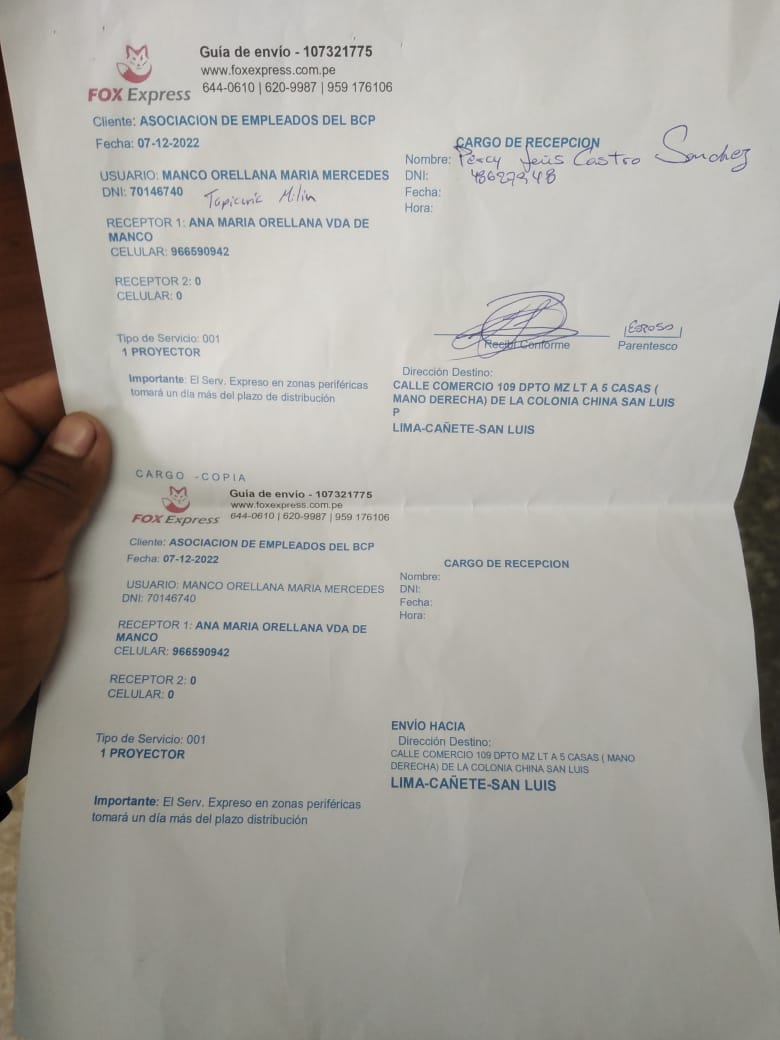 FOX Express
Guía de envío - 107321775
www.foxexpress.com.pe
644-0610 | 620-9987 | 959 176106
Cliente: ASOCIACION DE EMPLEADOS DEL BCP
Fecha: 07-12-2022
USUARIO: MANCO ORELLANA MARIA MERCEDES
DNI: 70146740
RECEPTOR 1: ANA MARIA ORELLANA VDA DE
MANCO
CELULAR: 966590942
RECEPTOR 2: 0
CELULAR: 0
Tipo de Servicio: 001
1 PROYECTOR
Importante: El Serv. Expreso en zonas periféricas
tomará un día más del plazo de distribución
CARGO DE RECEPCION
Nombre: Percy Jesús Castro Sanchez
DNI:
Fecha:
Hora:
Recibí Conforme
Esposo
Parentesco
Dirección Destino:
CALLE COMERCIO 109 DPTO MZ LT A 5 CASAS (
MANO DERECHA) DE LA COLONIA CHINA SAN LUIS
P
LIMA-CAÑETE-SAN LUIS
CARGO -COPIA
FOX Express
Guía de envío - 107321775
www.foxexpress.com.pe
644-0610 | 620-9987 | 959 176106
Cliente: ASOCIACION DE EMPLEADOS DEL BCP
Fecha: 07-12-2022
USUARIO: MANCO ORELLANA MARIA MERCEDES
DNI: 70146740
RECEPTOR 1: ANA MARIA ORELLANA VDA DE
MANCO
CELULAR: 966590942
RECEPTOR 2: 0
CELULAR: 0
Tipo de Servicio: 001
1 PROYECTOR
Importante: El Serv. Expreso en zonas periféricas
tomará un día más del plazo distribución
CARGO DE RECEPCION
Nombre:
DNI:
Fecha:
Hora:
ENVÍO HACIA
Dirección Destino:
CALLE COMERCIO 109 DPTO MZ LT A 5 CASAS ( MANO
DERECHA) DE LA COLONIA CHINA SAN LUIS
LIMA-CAÑETE-SAN LUIS